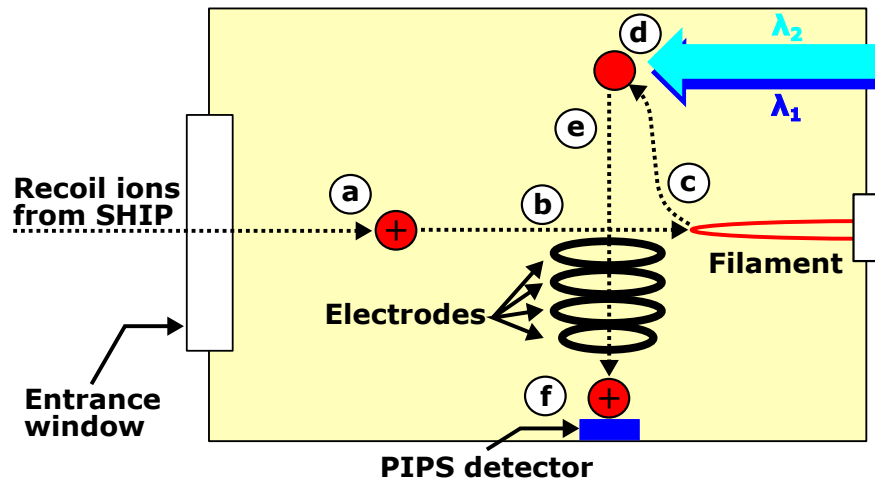 d
λ2
λ1
e
a
b
c
Recoil ions
from SHIP
+
Filament
Electrodes
Entrance
window
f
+
PIPS detector